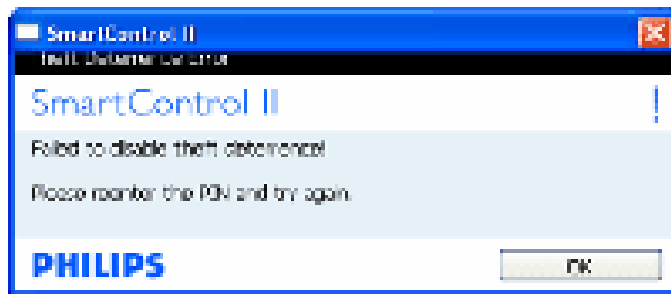 SmartControl II
Theft Deterrence Error
SmartControl II
!
Failed to disable theft deterrence!
Please reenter the PIN and try again.
PHILIPS
OK